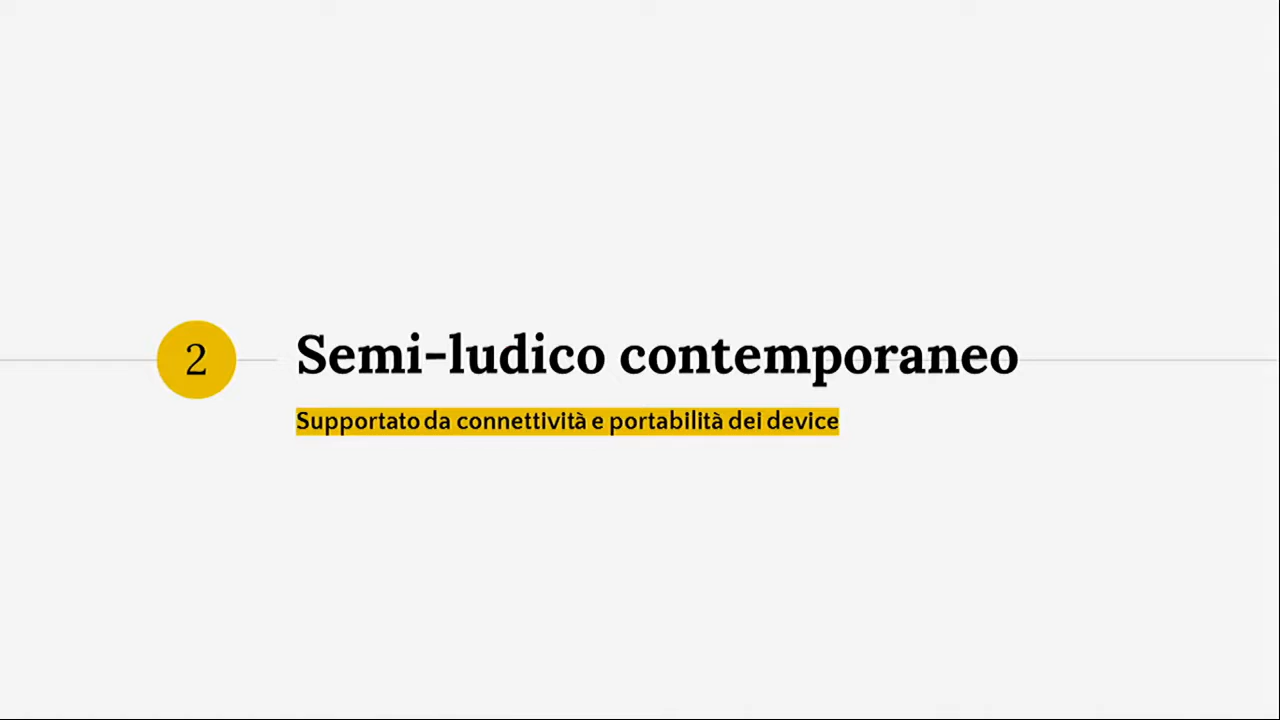 2
Semi-ludico contemporaneo
Supportato da connettività e portabilità dei device